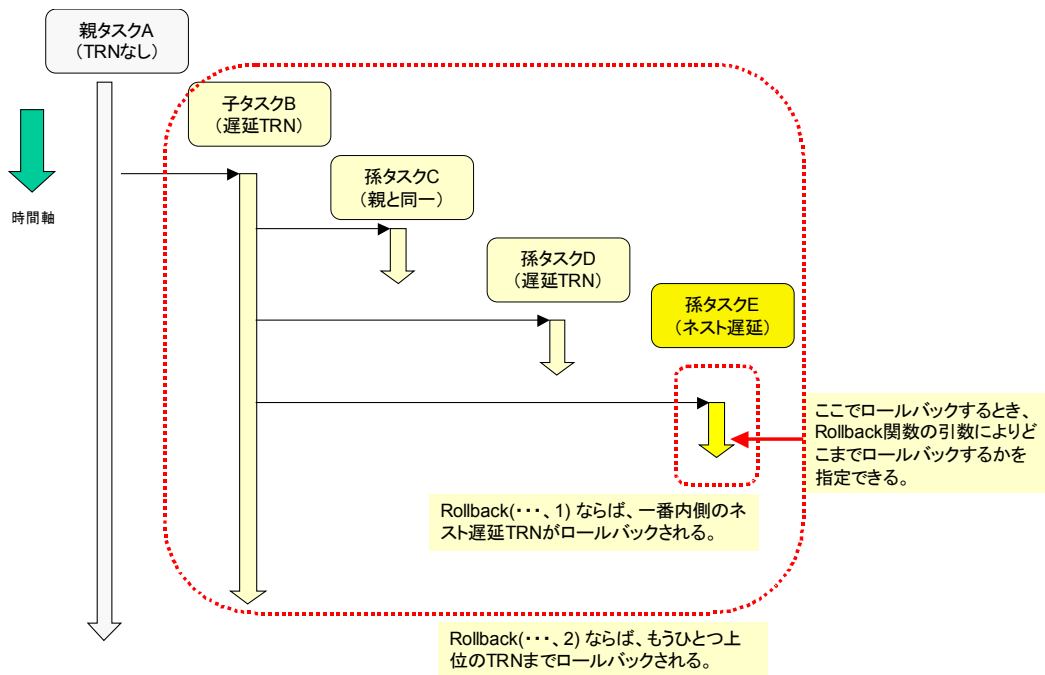 親タスクA
（TRNなし）
子タスクB
（遅延TRN）
時間軸
孫タスクC
（親と同一）
孫タスクD
（遅延TRN）
孫タスクE
（ネスト遅延）
ここでロールバックするとき、
Rollback関数の引数によりど
こまでロールバックするかを
指定できる。
Rollback(・・・、1) ならば、一番内側のネ
スト遅延TRNがロールバックされる。
Rollback(・・・、2) ならば、もうひとつ上
位のTRNまでロールバックされる。